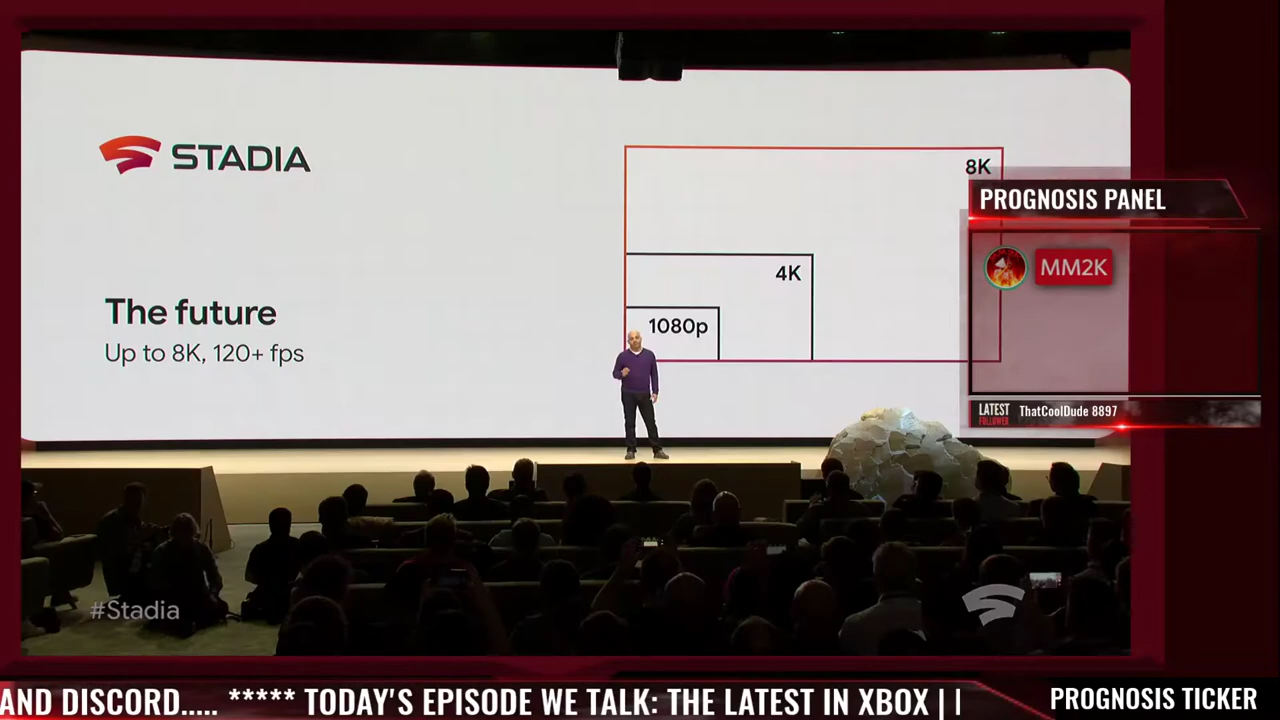 STADIA
The future
Up to 8K, 120+ fps
8K
4K
1080p
PROGNOSIS PANEL
MM2K
LATEST
FOLLOWER
ThatCoolDude 8897
#Stadia
AND DISCORD..... ***** TODAY'S EPISODE WE TALK: THE LATEST IN XBOX | |
PROGNOSIS TICKER